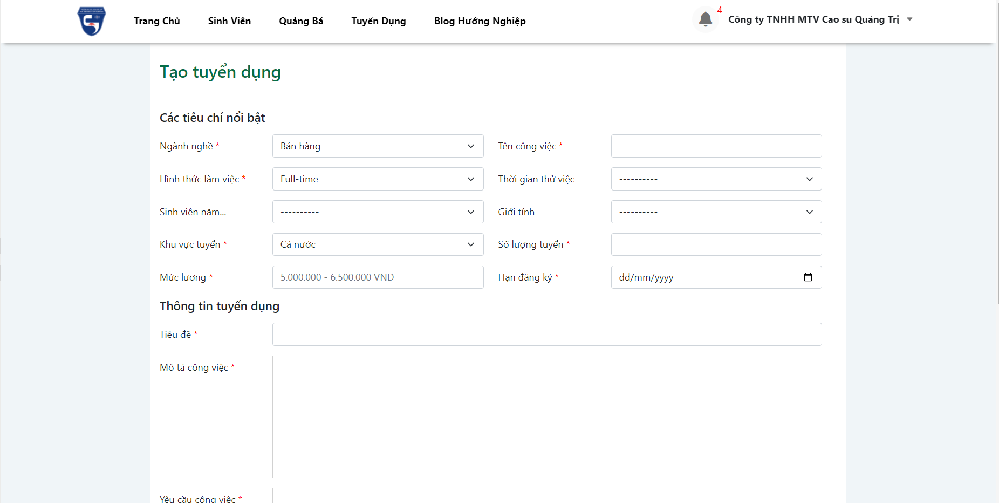 Trang Chủ Sinh Viên Quảng Bá Tuyển Dụng Blog Hướng Nghiệp 4 Công ty TNHH MTV Cao su Quảng Trị
Tạo tuyển dụng
Các tiêu chí nổi bật
Ngành nghề * Bán hàng Tên công việc *
Hình thức làm việc * Full-time Thời gian thử việc ----------
Sinh viên năm... ---------- Giới tính ----------
Khu vực tuyển * Cả nước Số lượng tuyển *
Mức lương * 5.000.000 - 6.500.000 VNĐ Hạn đăng ký * dd/mm/yyyy
Thông tin tuyển dụng
Tiêu đề *
Mô tả công việc *
Yêu cầu công việc *